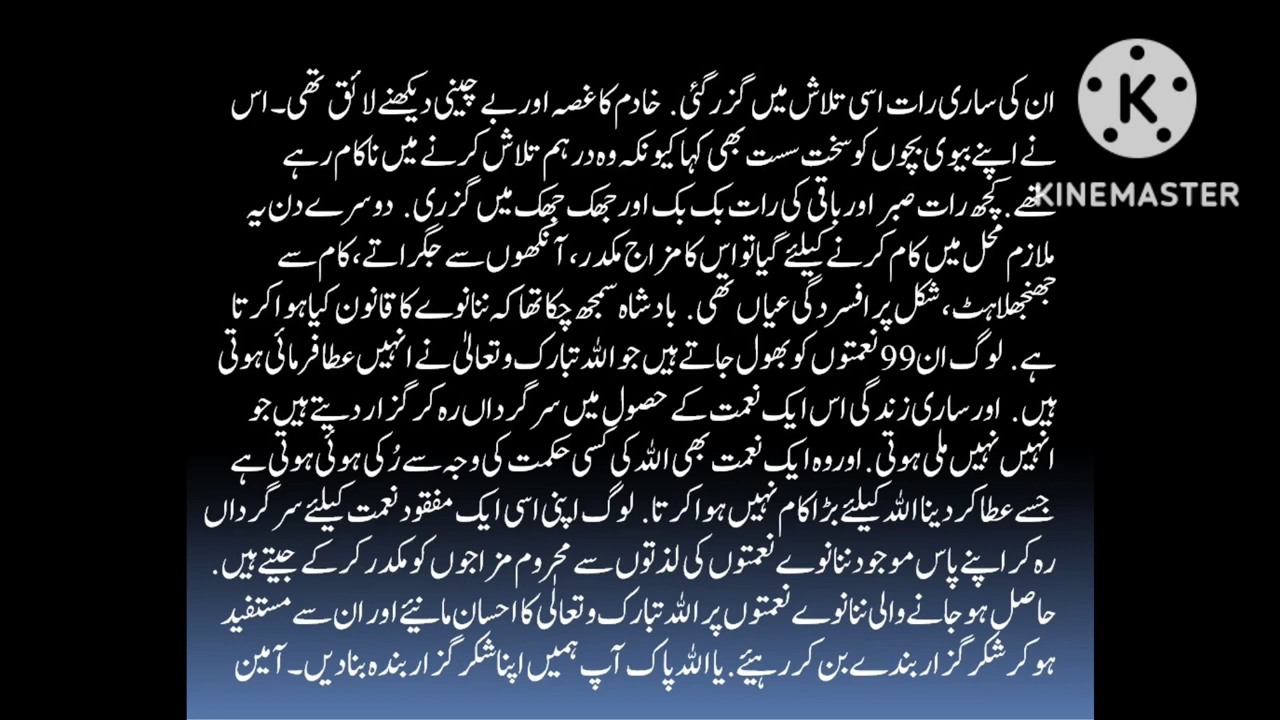 ان کی ساری رات اسی تلاش میں گزر گئی. خادم کا غصہ اور بے چینی دیکھنے لائق تھی۔ اس
نے اپنے بیوی بچوں کو سخت سست بھی کہا کیونکہ وہ درہم تلاش کرنے میں ناکام رہے
تھے. کچھ رات صبر اور باقی کی رات بک بک اور جھک جھک میں گزری. دوسرے دن یہ
ملازم محل میں کام کرنے کیلئے گیا تو اس کا مزاج مکدر، آنکھوں سے جگراتے، کام سے
جھنجھلاہٹ، شکل پر افسردگی عیاں تھی. بادشاہ سمجھ چکا تھا کہ ننانوے کا قانون کیا ہوا کرتا
ہے. لوگ ان 99 نعمتوں کو بھول جاتے ہیں جو اللہ تبارک وتعالیٰ نے انہیں عطا فرمائی ہوتی
ہیں. اور ساری زندگی اس ایک نعمت کے حصول میں سرگرداں رہ کر گزار دیتے ہیں جو
انہیں نہیں ملی ہوتی. اور وہ ایک نعمت بھی اللہ کی کسی حکمت کی وجہ سے رُکی ہوئی ہوتی ہے
جسے عطا کر دینا اللہ کیلئے بڑا کام نہیں ہوا کرتا. لوگ اپنی اسی ایک مفقود نعمت کیلئے سرگرداں
رہ کر اپنے پاس موجود ننانوے نعمتوں کی لذتوں سے محروم مزاجوں کو مکدر کر کے جیتے ہیں.
حاصل ہو جانے والی ننانوے نعمتوں پر اللہ تبارک وتعالٰی کا احسان مانیئے اور ان سے مستفید
ہو کر شکرگزار بندے بن کر رہیئے. یا اللہ پاک آپ ہمیں اپنا شکر گزار بندہ بنا دیں۔ آمین
K
KINEMASTER